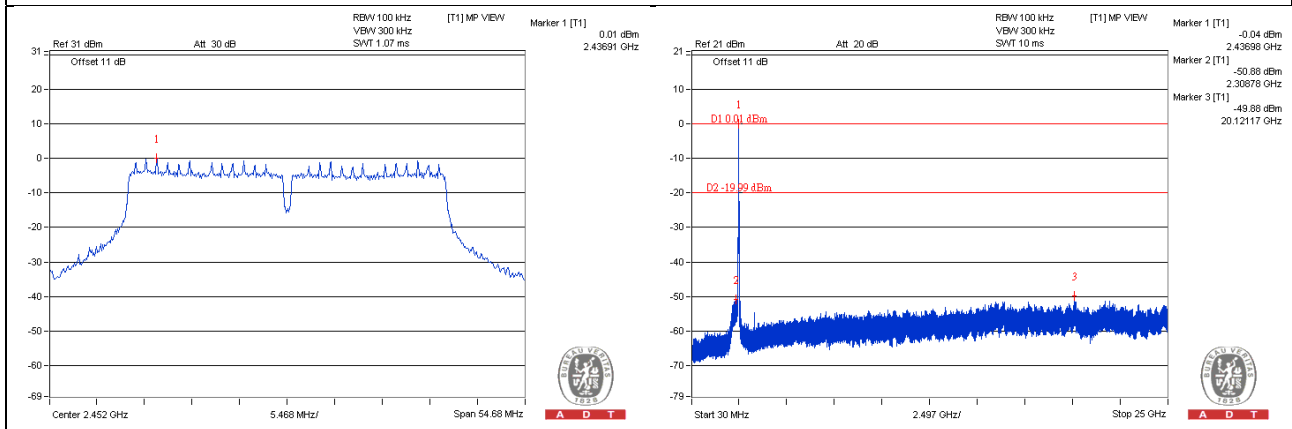 RBW 100 kHz [T1] MP VIEW
VBW 300 kHz
Ref 31 dBm Att 30 dB SWT 1.07 ms
Marker 1 [T1]
0.01 dBm
2.43691 GHz
Offset 11 dB
31
20
10
0
-10
-20
-30
-40
-50
-60
-69
1
Center 2.452 GHz 5.468 MHz/ Span 54.68 MHz
BUREAU VERITAS
1828
A D T
RBW 100 kHz [T1] MP VIEW
VBW 300 kHz
Ref 21 dBm Att 20 dB SWT 10 ms
Marker 1 [T1]
-0.04 dBm
2.43698 GHz
Marker 2 [T1]
-50.88 dBm
2.30878 GHz
Marker 3 [T1]
-49.88 dBm
20.12117 GHz
Offset 11 dB
21
10
0
-10
-20
-30
-40
-50
-60
-70
-79
1
D1 0.01 dBm
D2 -19.99 dBm
2
3
Start 30 MHz 2.497 GHz/ Stop 25 GHz
BUREAU VERITAS
1828
A D T